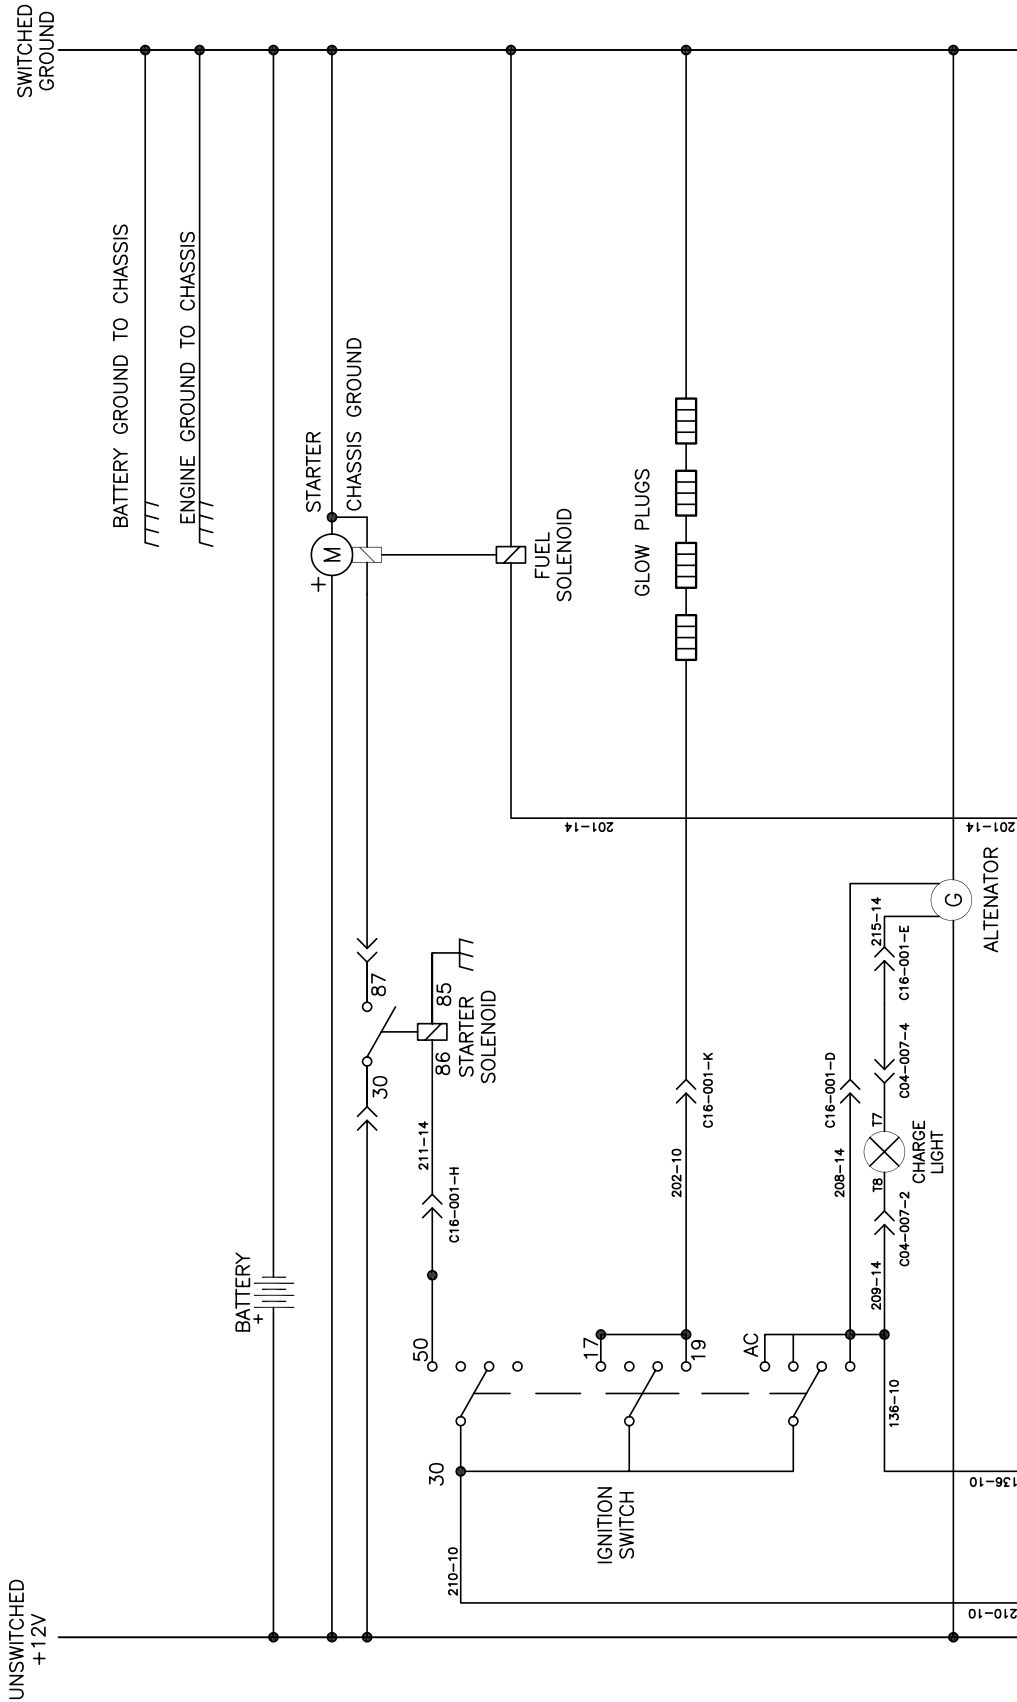 SWITCHED
GROUND
BATTERY GROUND TO CHASSIS
ENGINE GROUND TO CHASSIS
STARTER
CHASSIS GROUND
+
M
FUEL
SOLENOID
GLOW PLUGS
201-14
201-14
ALTENATOR
G
215-14
C16-001-E
C04-007-4
T7
CHARGE
LIGHT
T8
C04-007-2
209-14
C16-001-D
208-14
C16-001-K
202-10
87
30
85
86
STARTER
SOLENOID
211-14
C16-001-H
BATTERY
+
50
17
19
AC
136-10
136-10
30
IGNITION
SWITCH
210-10
210-10
UNSWITCHED
+12V